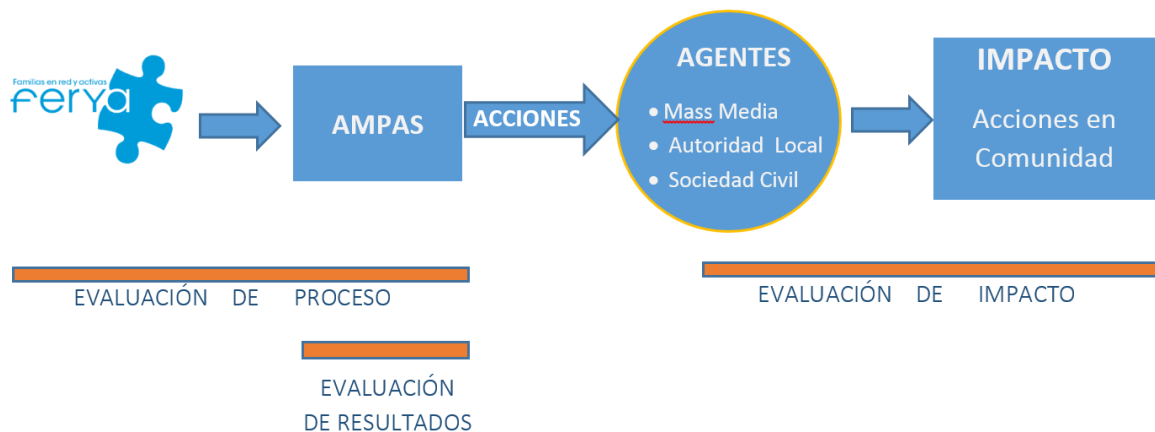 Familias en red y activas
ferya
AMPAS
ACCIONES
AGENTES
• Mass Media
• Autoridad Local
• Sociedad Civil
IMPACTO
Acciones en
Comunidad
EVALUACIÓN DE PROCESO
EVALUACIÓN DE IMPACTO
EVALUACIÓN
DE RESULTADOS